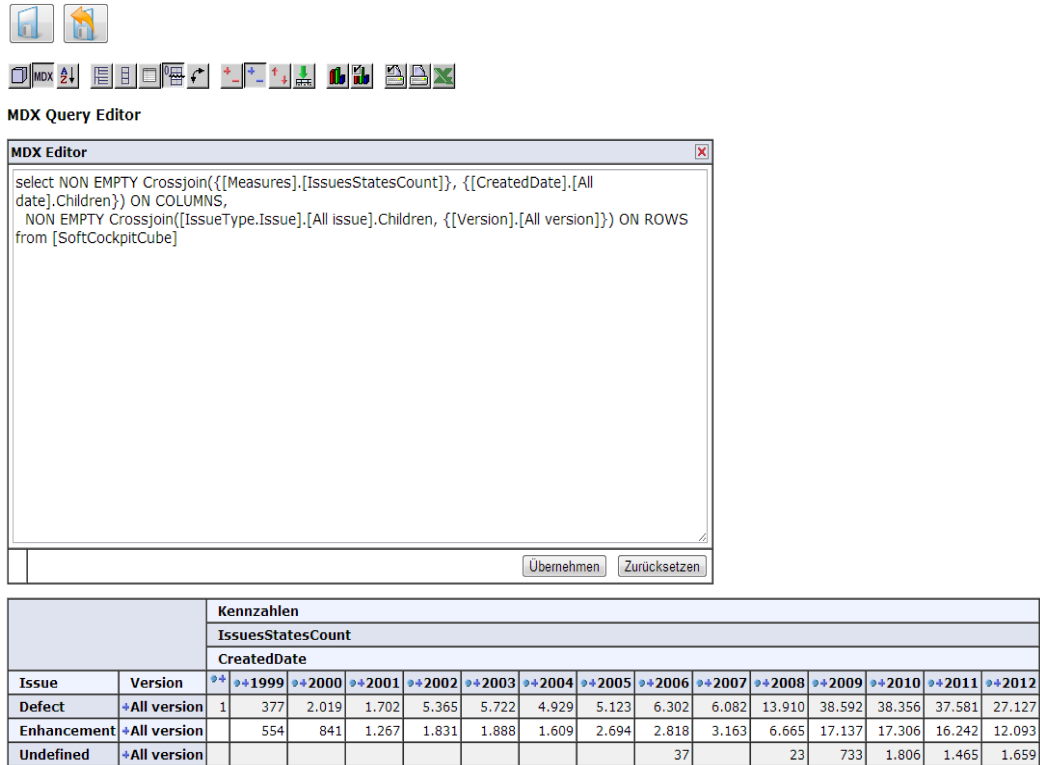 MDX
MDX Query Editor
MDX Editor
select NON EMPTY Crossjoin({[Measures].[IssuesStatesCount]}, {[CreatedDate].[All
date].Children}) ON COLUMNS,
NON EMPTY Crossjoin([IssueType.Issue].[All issue].Children, {[Version].[All version]}) ON ROWS
from [SoftCockpitCube]
Übernehmen Zurücksetzen
Kennzahlen
IssuesStatesCount
CreatedDate
Issue Version 1999 2000 2001 2002 2003 2004 2005 2006 2007 2008 2009 2010 2011 2012
Defect +All version 1 377 2.019 1.702 5.365 5.722 4.929 5.123 6.302 6.082 13.910 38.592 38.356 37.581 27.127
Enhancement +All version 554 841 1.267 1.831 1.888 1.609 2.694 2.818 3.163 6.665 17.137 17.306 16.242 12.093
Undefined +All version 37 23 733 1.806 1.465 1.659